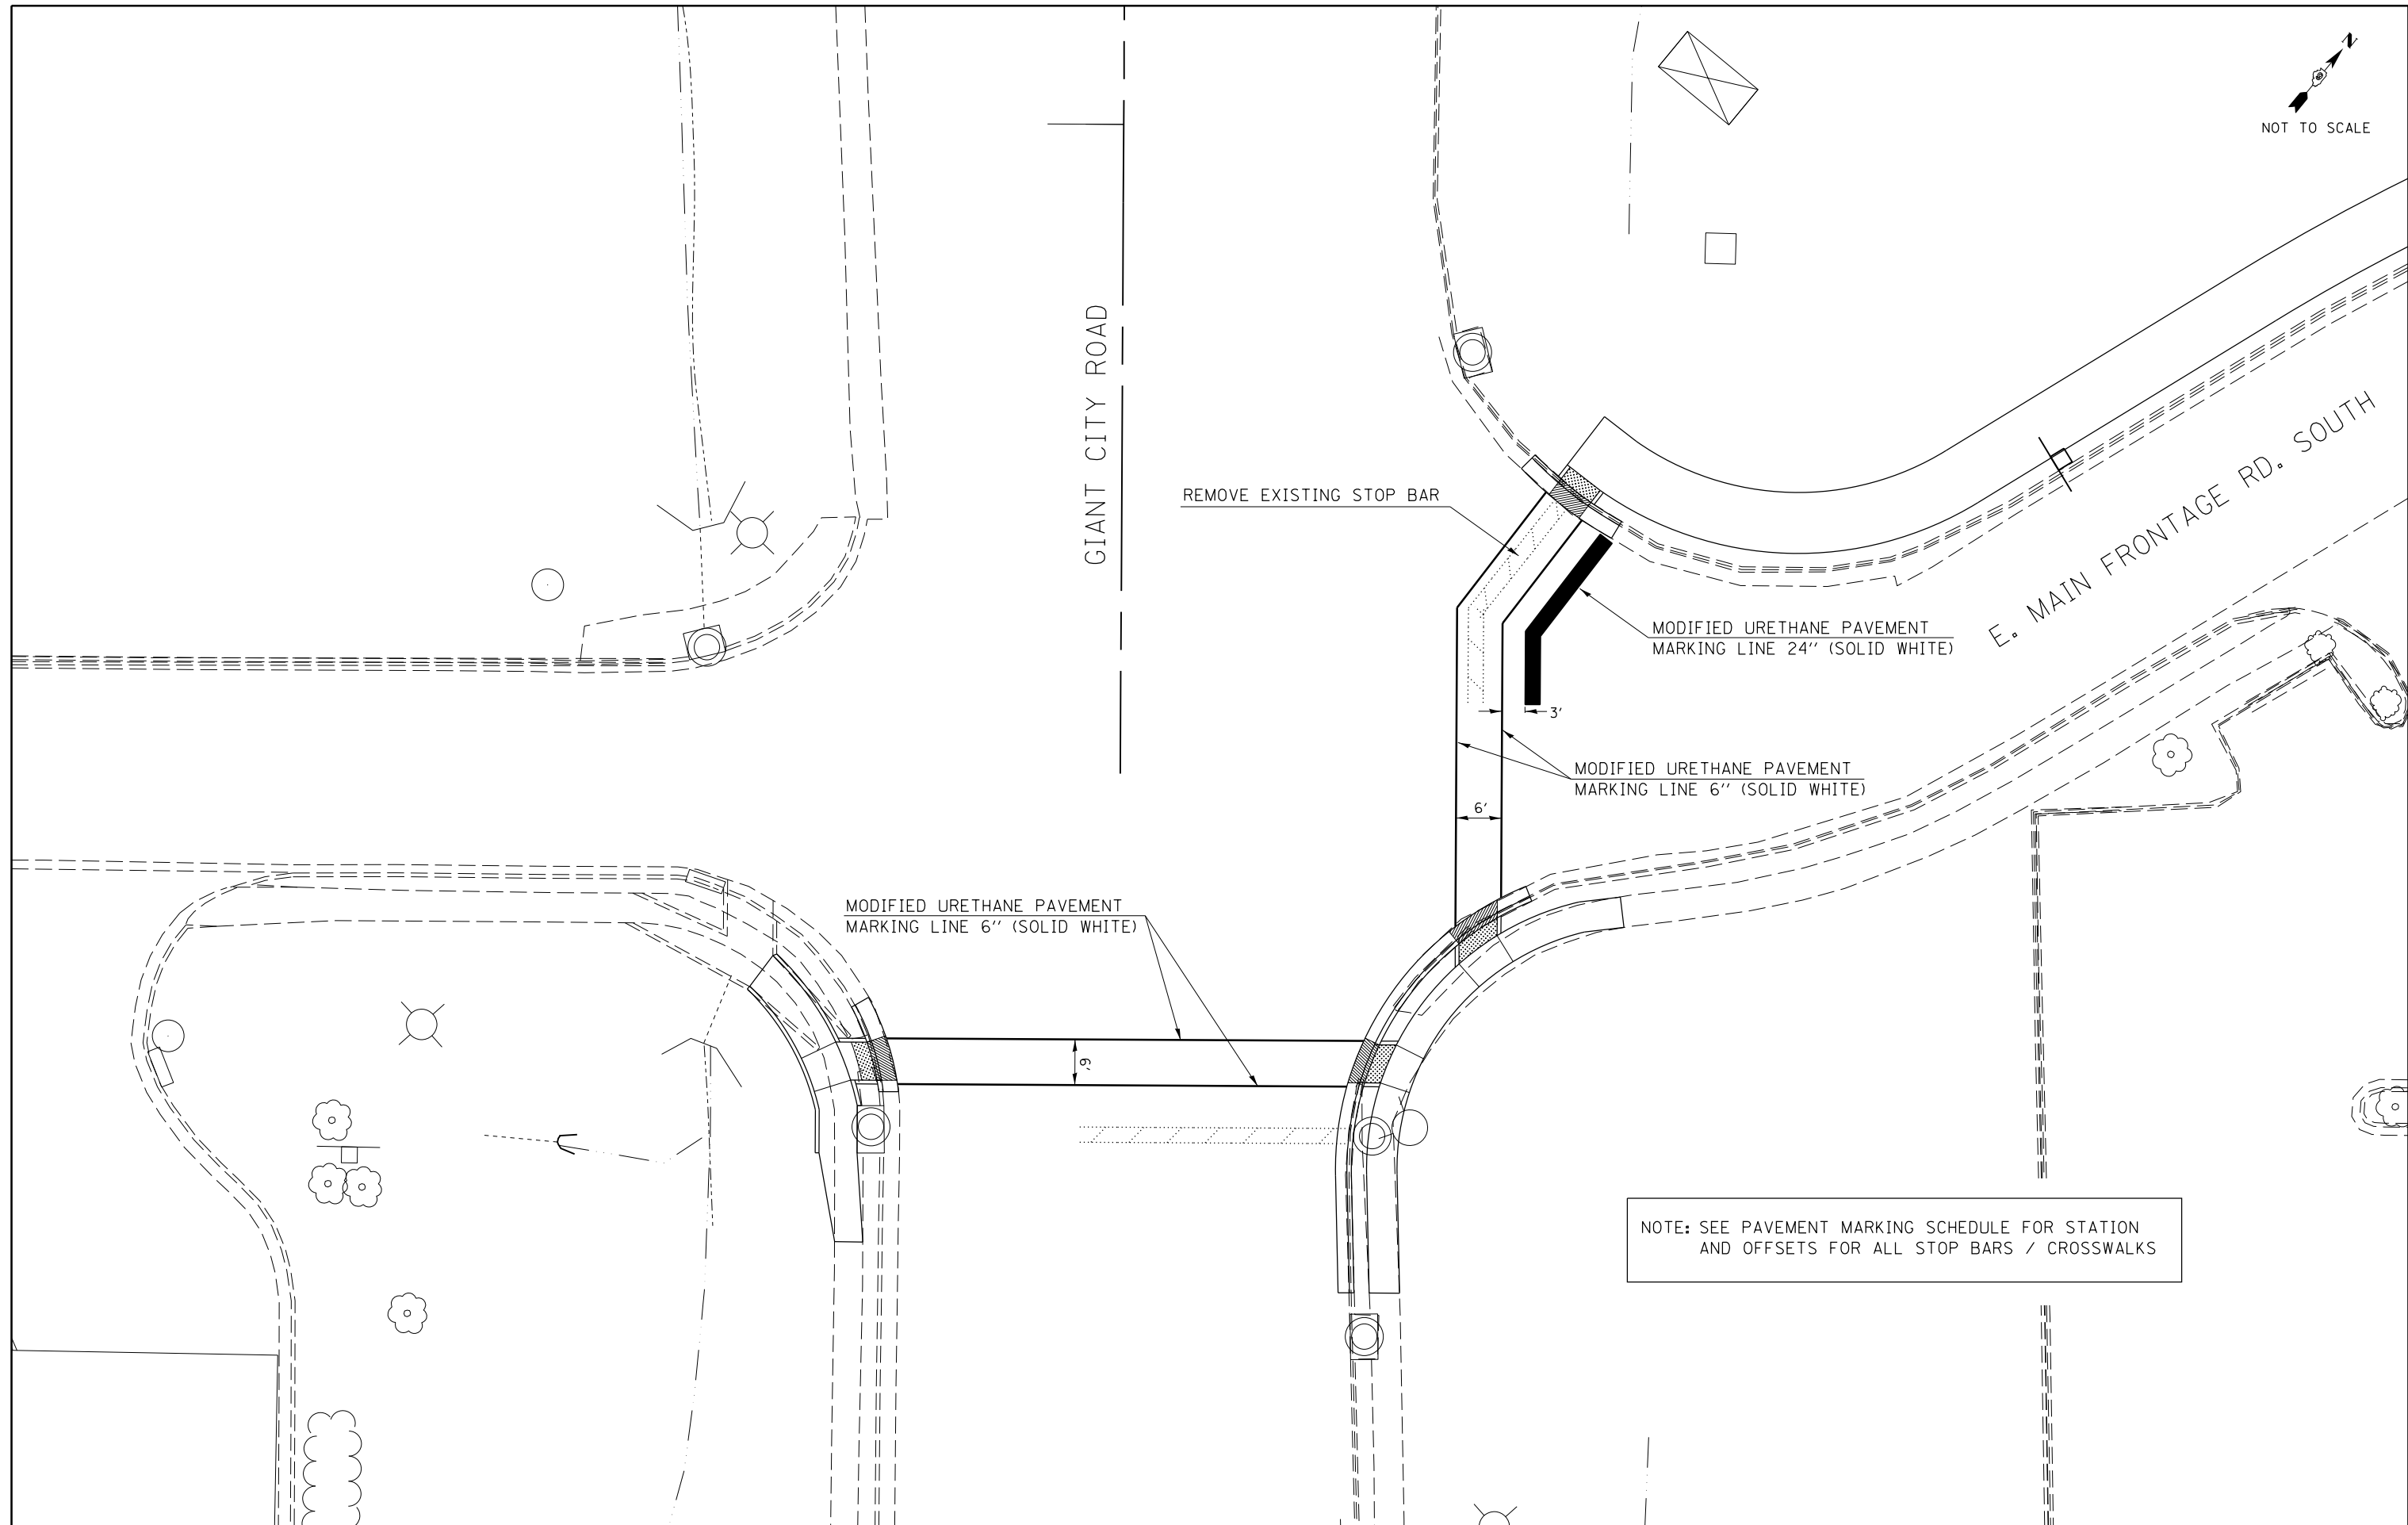 N
NOT TO SCALE
GIANT CITY ROAD
REMOVE EXISTING STOP BAR
E. MAIN FRONTAGE RD. SOUTH
MODIFIED URETHANE PAVEMENT
MARKING LINE 24'' (SOLID WHITE)
3'
MODIFIED URETHANE PAVEMENT
MARKING LINE 6'' (SOLID WHITE)
6'
MODIFIED URETHANE PAVEMENT
MARKING LINE 6'' (SOLID WHITE)
6'
NOTE: SEE PAVEMENT MARKING SCHEDULE FOR STATION
AND OFFSETS FOR ALL STOP BARS / CROSSWALKS